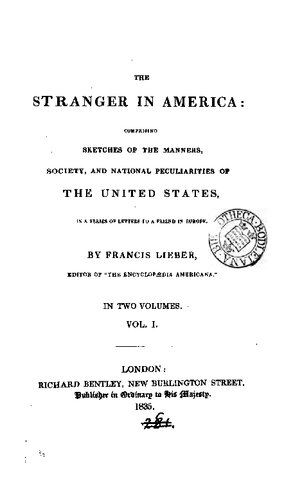 THE
STRANGER IN AMERICA:
COMPRISING
SKETCHES OF THE MANNERS,
SOCIETY, AND NATIONAL PECULIARITIES OF
THE UNITED STATES,
IN A SERIES OF LETTERS TO A FRIEND IN EUROPE.
BY FRANCIS LIEBER,
EDITOR OF "THE ENCYCLOPÆDIA AMERICANA."
IN TWO VOLUMES.
VOL. I.
LONDON:
RICHARD BENTLEY, NEW BURLINGTON STREET.
Publisher in Ordinary to His Majesty.
1835.
BIBLIOTHECA BODLEIANA